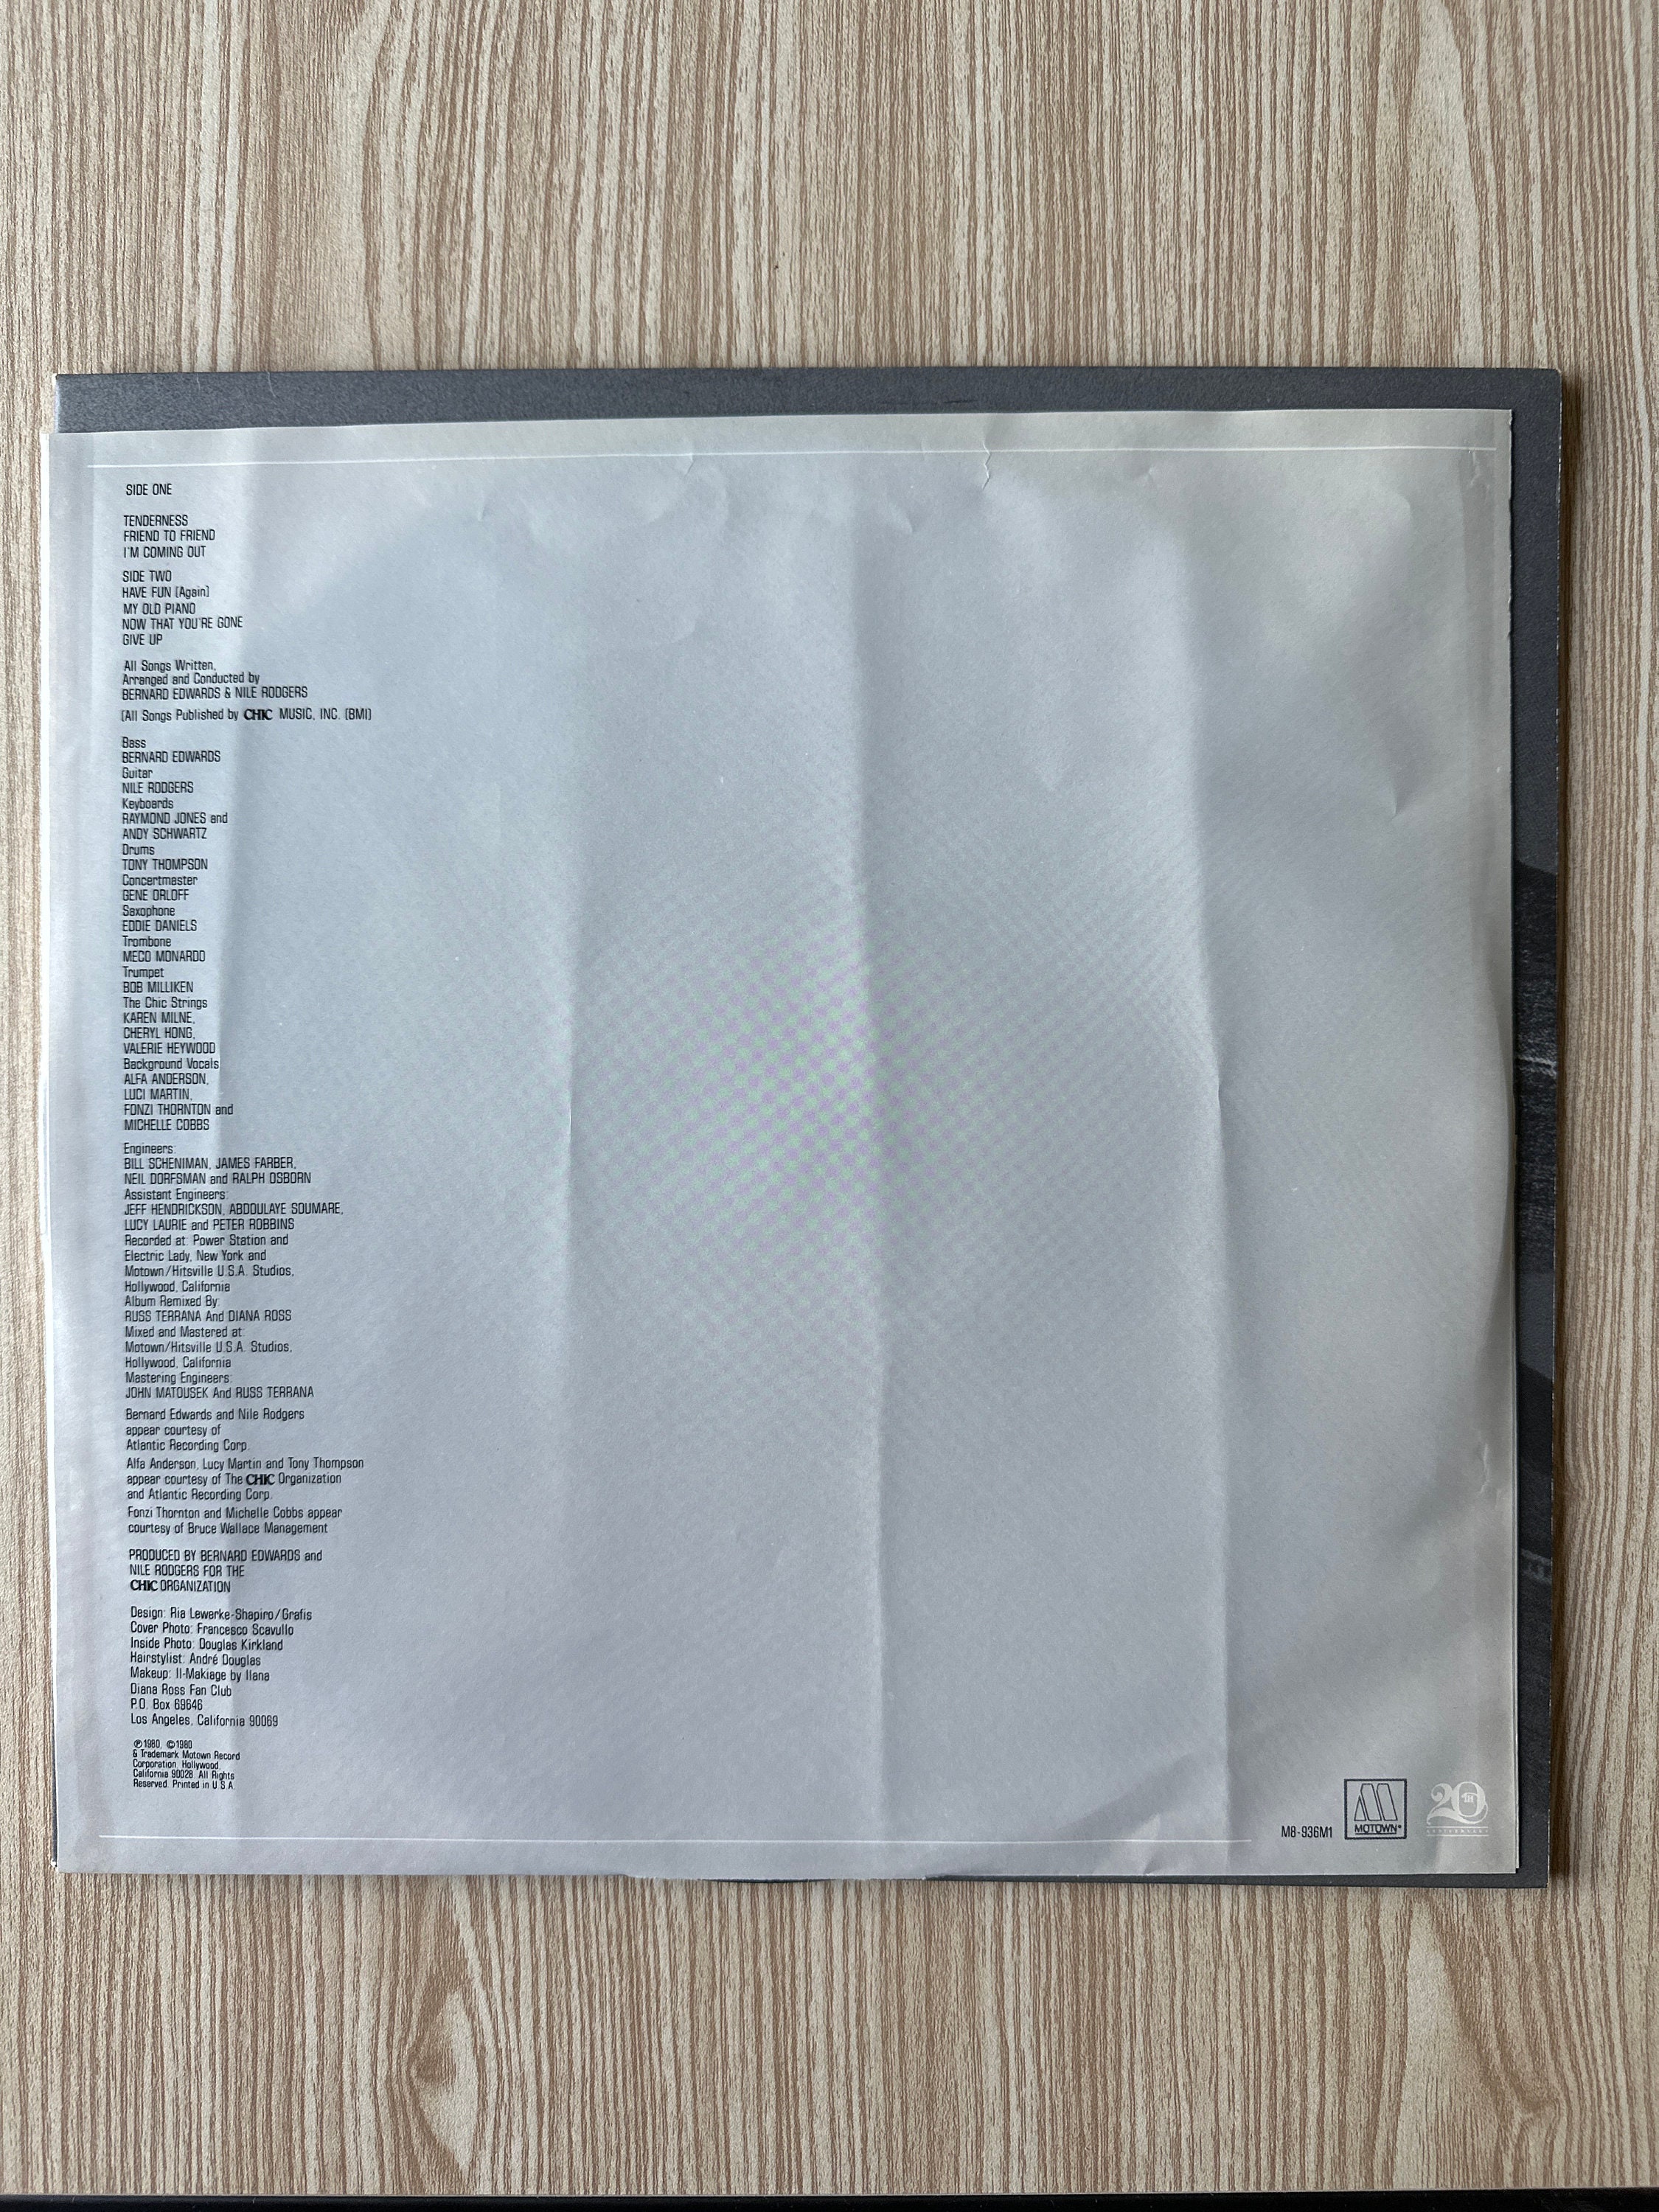 SIDE ONE
TENDERNESS
FRIEND TO FRIEND
I'M COMING OUT
SIDE TWO
HAVE FUN (Again)
MY OLD PIANO
NOW THAT YOU'RE GONE
GIVE UP
All Songs Written,
Arranged and Conducted by
BERNARD EDWARDS & NILE RODGERS
(All Songs Published by CHIC MUSIC, INC. (BMI)
Bass
BERNARD EDWARDS
Guitar
NILE RODGERS
Keyboards
RAYMOND JONES and
ANDY SCHWARTZ
Drums
TONY THOMPSON
Concertmaster
GENE ORLOFF
Saxophone
EDDIE DANIELS
Trombone
MECO MONARDO
Trumpet
BOB MILLIKEN
The Chic Strings
KAREN MILNE,
CHERYL HONG,
VALERIE HEYWOOD
Background Vocals
ALFA ANDERSON,
LUCI MARTIN,
FONZI THORNTON and
MICHELLE COBBS
Engineers:
BILL SCHENIMAN, JAMES FARBER,
NEIL DORFSMAN and RALPH OSBORN
Assistant Engineers:
JEFF HENDRICKSON, ABDOULAYE SOUMARE,
LUCY LAURIE and PETER ROBBINS
Recorded at: Power Station and
Electric Lady, New York and
Motown/Hitsville U.S.A. Studios,
Hollywood, California
Album Remixed By:
RUSS TERRANA And DIANA ROSS
Mixed and Mastered at:
Motown/Hitsville U.S.A. Studios,
Hollywood, California
Mastering Engineers:
JOHN MATOUSEK And RUSS TERRANA
Bernard Edwards and Nile Rodgers
appear courtesy of
Atlantic Recording Corp.
Alfa Anderson, Lucy Martin and Tony Thompson
appear courtesy of The CHIC Organization
and Atlantic Recording Corp.
Fonzi Thornton and Michelle Cobbs appear
courtesy of Bruce Wallace Management
PRODUCED BY BERNARD EDWARDS and
NILE RODGERS FOR THE
CHIC ORGANIZATION
Design: Ria Lewerke-Shapiro/Grafis
Cover Photo: Francesco Scavullo
Inside Photo: Douglas Kirkland
Hairstylist: André Douglas
Makeup: Il-Makiage by Ilana
Diana Ross Fan Club
P.O. Box 69646
Los Angeles, California 90069
℗1980, ©1980
& Trademark Motown Record
Corporation. Hollywood,
California 90028. All Rights
Reserved. Printed in U.S.A.
M8-936M1
MOTOWN®
20TH
ANNIVERSARY